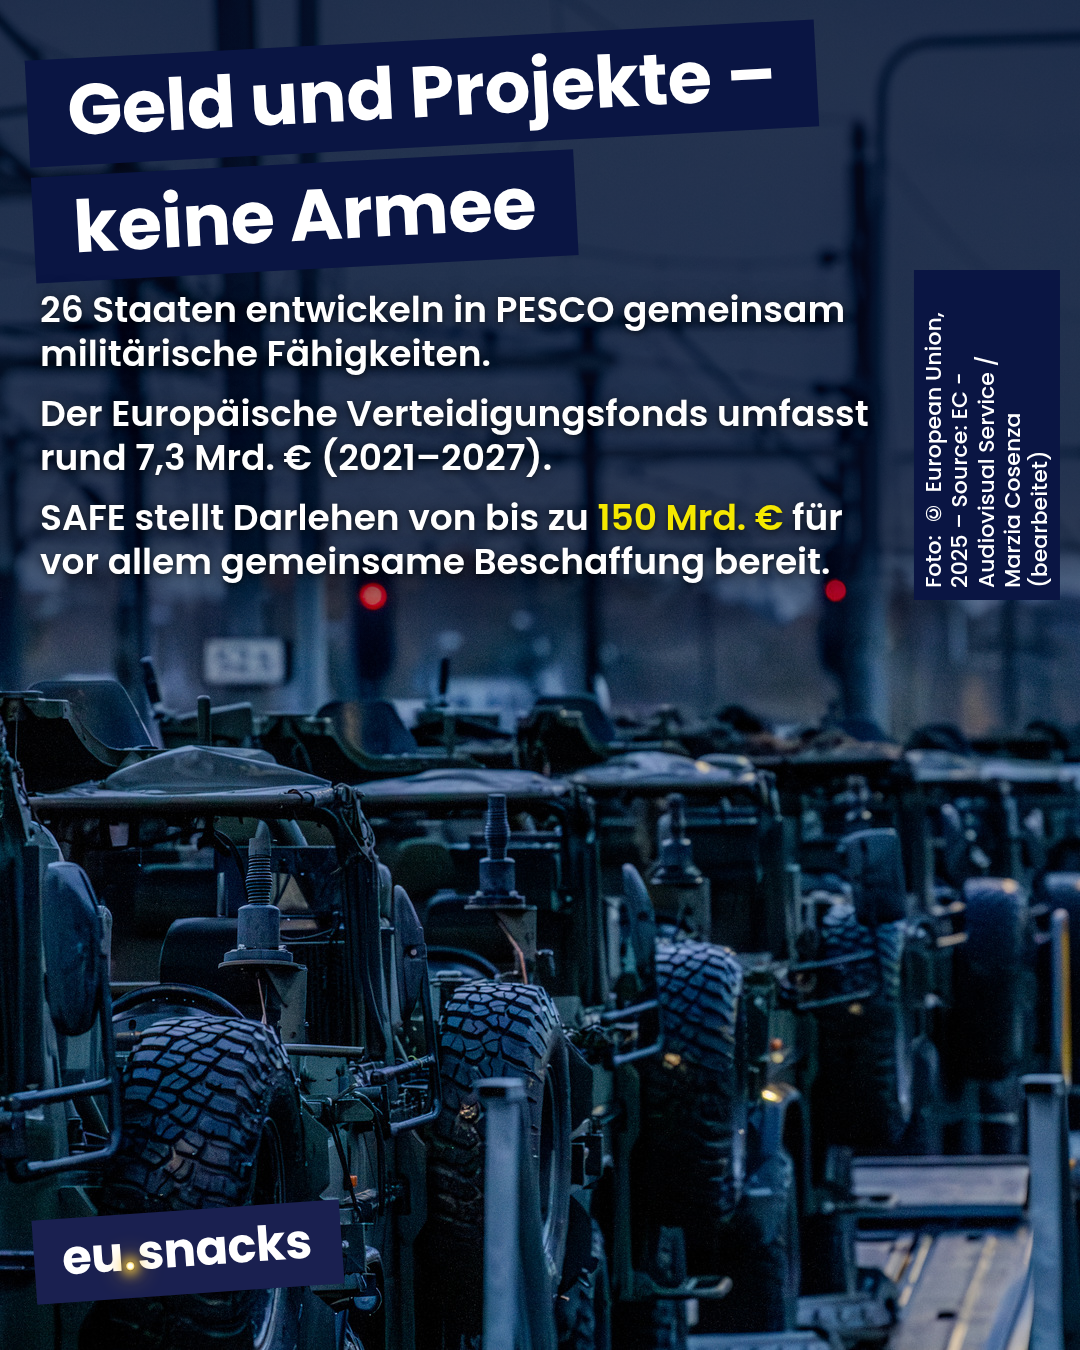 Geld und Projekte –
keine Armee
26 Staaten entwickeln in PESCO gemeinsam
militärische Fähigkeiten.
Der Europäische Verteidigungsfonds umfasst
rund 7,3 Mrd. € (2021–2027).
SAFE stellt Darlehen von bis zu 150 Mrd. € für
vor allem gemeinsame Beschaffung bereit.
Foto: © European Union,
2025 – Source: EC -
Audiovisual Service /
Marzia Cosenza
(bearbeitet)
eu.snacks